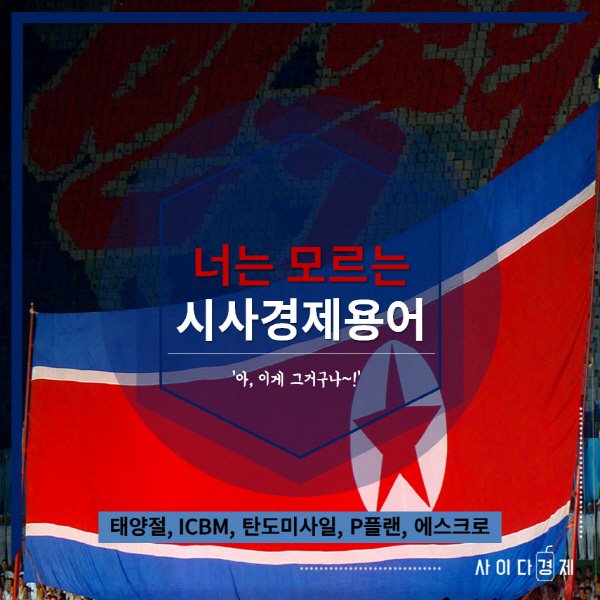 너는 모르는
시사경제용어
'아, 이게 그거구나~!'
태양절, ICBM, 탄도미사일, P플랜, 에스크로
사이다경제